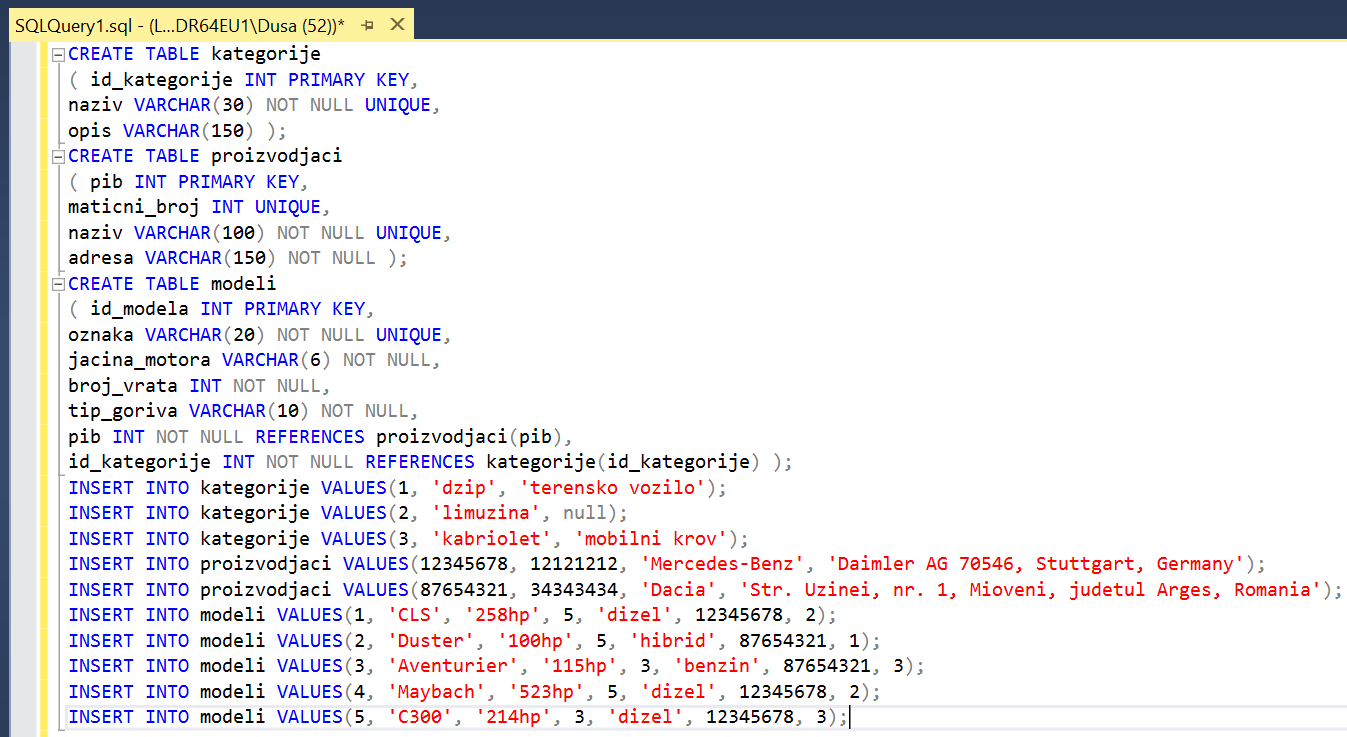 SQLQuery1.sql - (L...DR64EU1\Dusa (52))*
CREATE TABLE kategorije
( id_kategorije INT PRIMARY KEY,
naziv VARCHAR(30) NOT NULL UNIQUE,
opis VARCHAR(150) );
CREATE TABLE proizvodjaci
( pib INT PRIMARY KEY,
maticni_broj INT UNIQUE,
naziv VARCHAR(100) NOT NULL UNIQUE,
adresa VARCHAR(150) NOT NULL );
CREATE TABLE modeli
( id_modela INT PRIMARY KEY,
oznaka VARCHAR(20) NOT NULL UNIQUE,
jacina_motora VARCHAR(6) NOT NULL,
broj_vrata INT NOT NULL,
tip_goriva VARCHAR(10) NOT NULL,
pib INT NOT NULL REFERENCES proizvodjaci(pib),
id_kategorije INT NOT NULL REFERENCES kategorije(id_kategorije) );
INSERT INTO kategorije VALUES(1, 'dzip', 'terensko vozilo');
INSERT INTO kategorije VALUES(2, 'limuzina', null);
INSERT INTO kategorije VALUES(3, 'kabriolet', 'mobilni krov');
INSERT INTO proizvodjaci VALUES(12345678, 12121212, 'Mercedes-Benz', 'Daimler AG 70546, Stuttgart, Germany');
INSERT INTO proizvodjaci VALUES(87654321, 34343434, 'Dacia', 'Str. Uzinei, nr. 1, Mioveni, judetul Arges, Romania');
INSERT INTO modeli VALUES(1, 'CLS', '258hp', 5, 'dizel', 12345678, 2);
INSERT INTO modeli VALUES(2, 'Duster', '100hp', 5, 'hibrid', 87654321, 1);
INSERT INTO modeli VALUES(3, 'Aventurier', '115hp', 3, 'benzin', 87654321, 3);
INSERT INTO modeli VALUES(4, 'Maybach', '523hp', 5, 'dizel', 12345678, 2);
INSERT INTO modeli VALUES(5, 'C300', '214hp', 3, 'dizel', 12345678, 3);